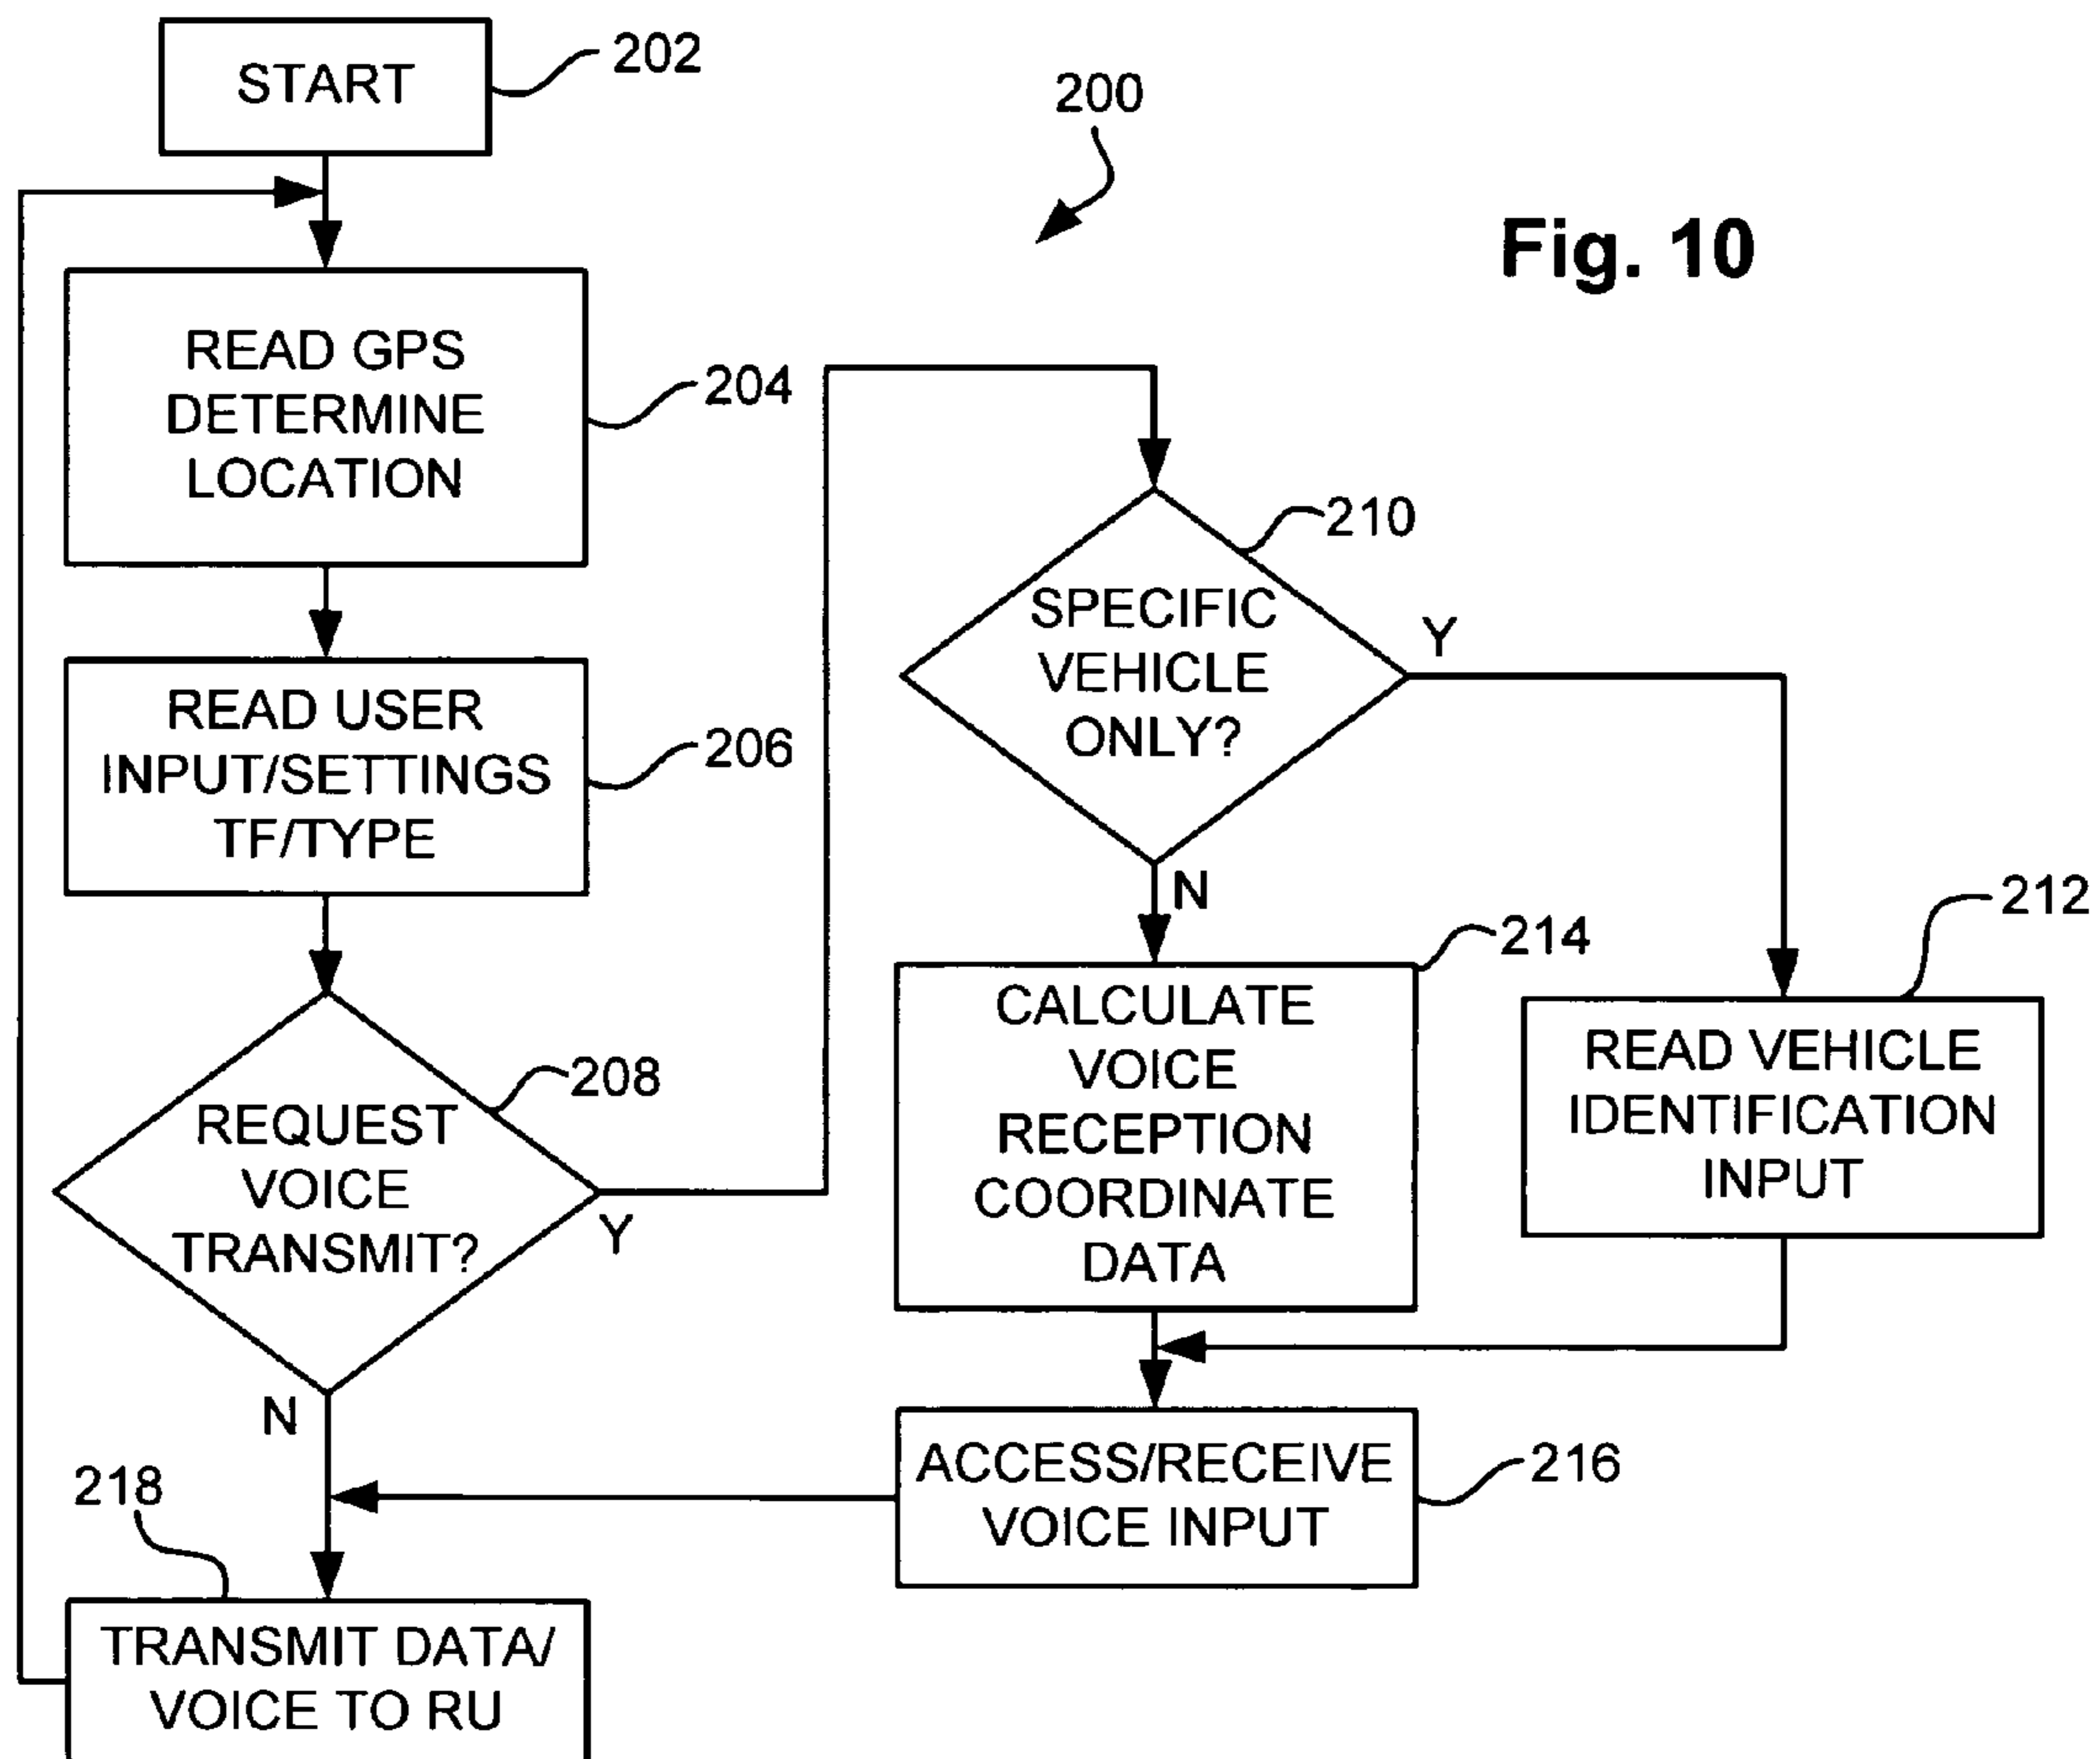 START
202
200
Fig. 10
READ GPS
DETERMINE
LOCATION
204
READ USER
INPUT/SETTINGS
TF/TYPE
206
REQUEST
VOICE
TRANSMIT?
208
Y
N
SPECIFIC
VEHICLE
ONLY?
210
Y
N
CALCULATE
VOICE
RECEPTION
COORDINATE
DATA
214
READ VEHICLE
IDENTIFICATION
INPUT
212
ACCESS/RECEIVE
VOICE INPUT
216
218
TRANSMIT DATA/
VOICE TO RU